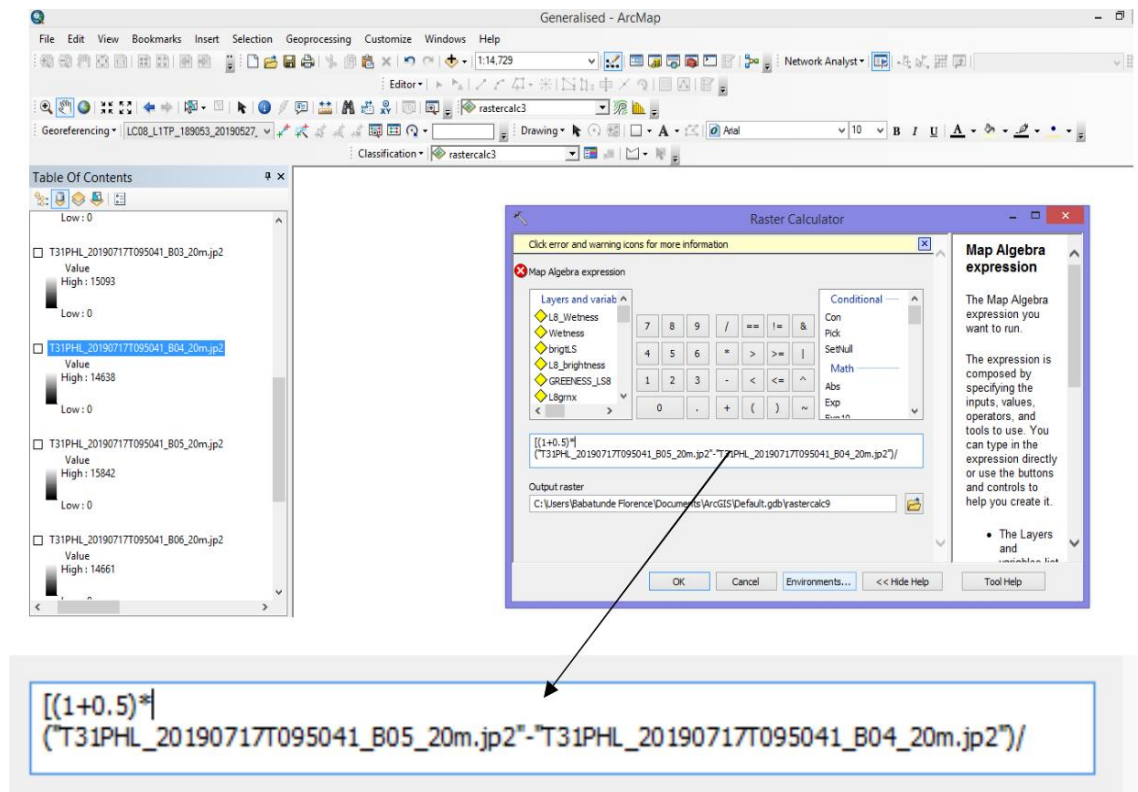 Generalised - ArcMap
File Edit View Bookmarks Insert Selection Geoprocessing Customize Windows Help
1:14,729
Network Analyst
Editor
rastercalc3
Georeferencing LC08_L1TP_189053_20190527_
Drawing
Arial
10
B I U A
Classification
rastercalc3
Table Of Contents
Low : 0
T31PHL_20190717T095041_B03_20m.jp2
Value
High : 15093
Low : 0
T31PHL_20190717T095041_B04_20m.jp2
Value
High : 14638
Low : 0
T31PHL_20190717T095041_B05_20m.jp2
Value
High : 15842
Low : 0
T31PHL_20190717T095041_B06_20m.jp2
Value
High : 14661
Raster Calculator
Click error and warning icons for more information
Map Algebra expression
Layers and variab
L8_Wetness
Wetness
brigtLS
L8_brightness
GREENESS_LS8
L8grnx
7 8 9 / == != &
4 5 6 * > >= |
1 2 3 - < <= ^
0 . + ( ) ~
Conditional
Con
Pick
SetNull
Math
Abs
Exp
Exp10
[(1+0.5)*
("T31PHL_20190717T095041_B05_20m.jp2"-"T31PHL_20190717T095041_B04_20m.jp2")/
Output raster
C:\Users\Babatunde Florence\Documents\ArcGIS\Default.gdb\rastercalc9
OK Cancel Environments... << Hide Help Tool Help
Map Algebra
expression
The Map Algebra
expression you
want to run.
The expression is
composed by
specifying the
inputs, values,
operators, and
tools to use. You
can type in the
expression directly
or use the buttons
and controls to
help you create it.
• The Layers
and
variables list
[(1+0.5)*
("T31PHL_20190717T095041_B05_20m.jp2"-"T31PHL_20190717T095041_B04_20m.jp2")/